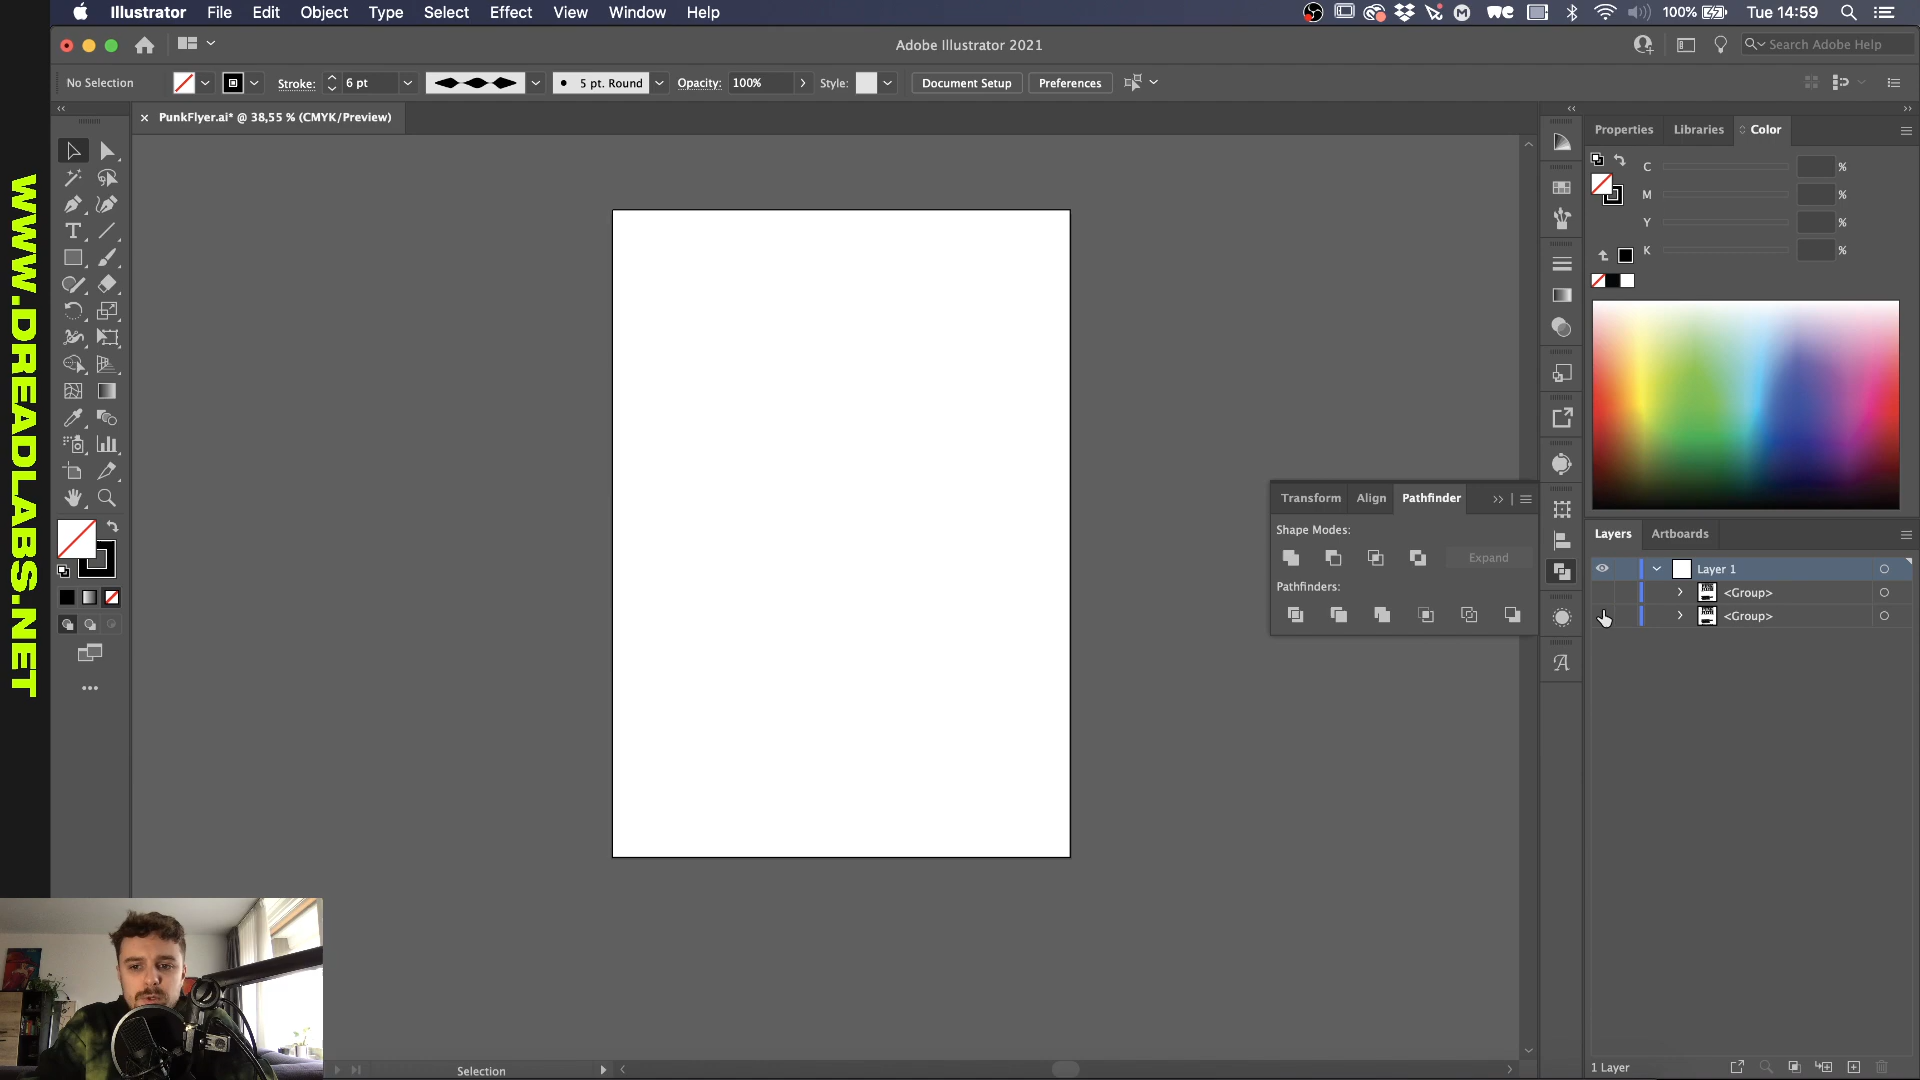 Illustrator File Edit Object Type Select Effect View Window Help
100% Tue 14:59
Adobe Illustrator 2021
Search Adobe Help
No Selection
Stroke: 6 pt
5 pt. Round
Opacity: 100%
Style:
Document Setup
Preferences
PunkFlyer.ai* @ 38,55 % (CMYK/Preview)
Properties Libraries Color
C %
M %
Y %
K %
WWW.DREADLABS.NET
Transform Align Pathfinder
Shape Modes:
Expand
Pathfinders:
Layers Artboards
Layer 1
<Group>
<Group>
Selection
1 Layer